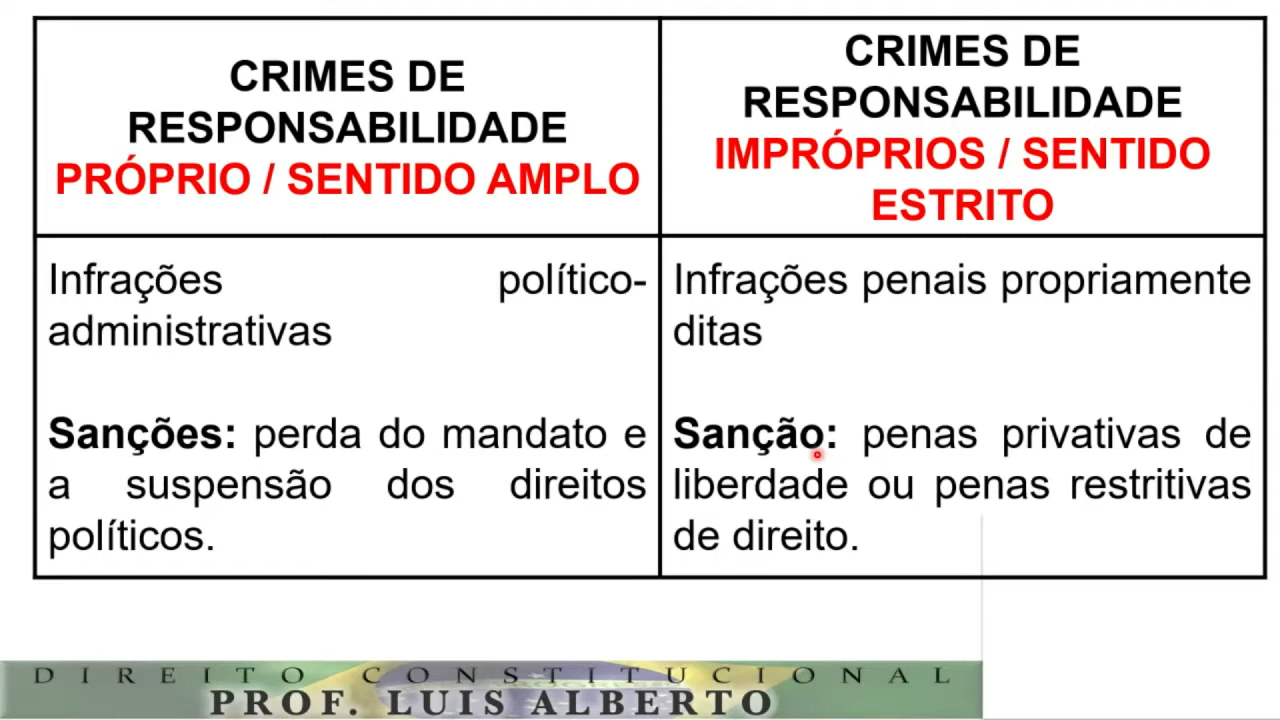 CRIMES DE
RESPONSABILIDADE
PRÓPRIO / SENTIDO AMPLO
CRIMES DE
RESPONSABILIDADE
IMPRÓPRIOS / SENTIDO
ESTRITO
Infrações político-
administrativas
Sanções: perda do mandato e
a suspensão dos direitos
políticos.
Infrações penais propriamente
ditas
Sanção: penas privativas de
liberdade ou penas restritivas
de direito.
DIREITO CONSTITUCIONAL
PROF. LUIS ALBERTO